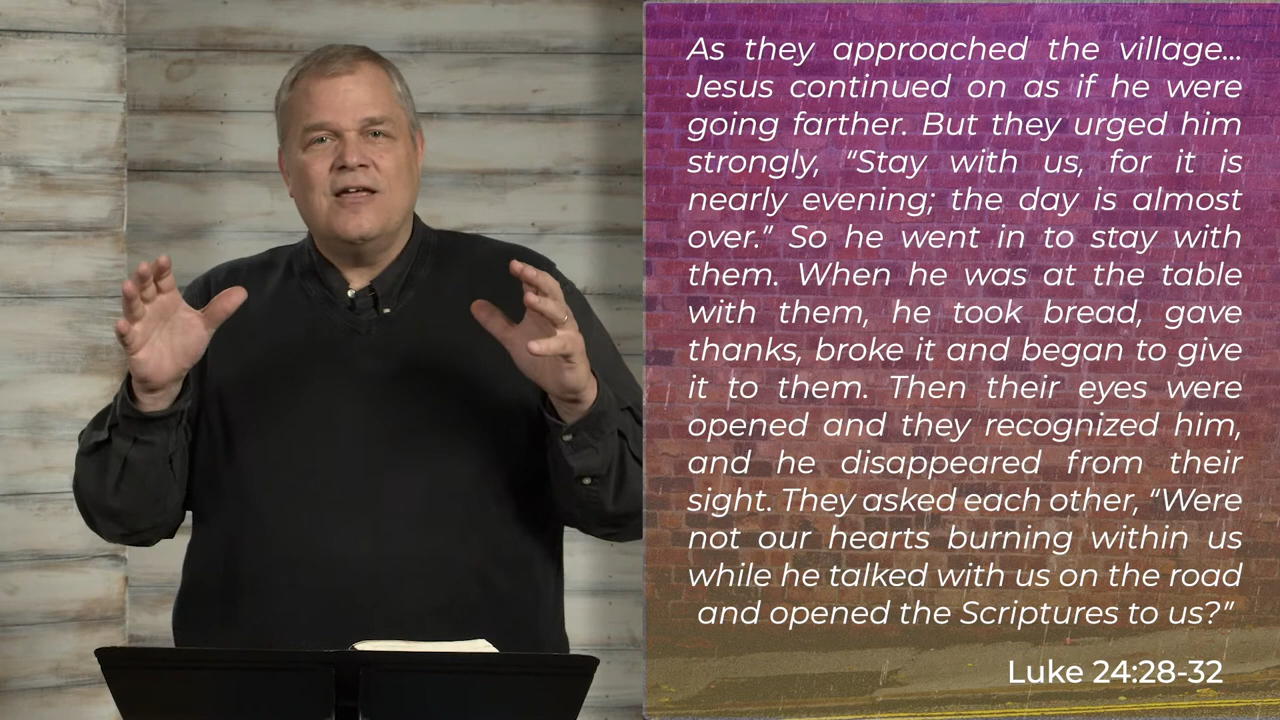 As they approached the village...
Jesus continued on as if he were
going farther. But they urged him
strongly, “Stay with us, for it is
nearly evening; the day is almost
over.” So he went in to stay with
them. When he was at the table
with them, he took bread, gave
thanks, broke it and began to give
it to them. Then their eyes were
opened and they recognized him,
and he disappeared from their
sight. They asked each other, “Were
not our hearts burning within us
while he talked with us on the road
and opened the Scriptures to us?”
Luke 24:28-32